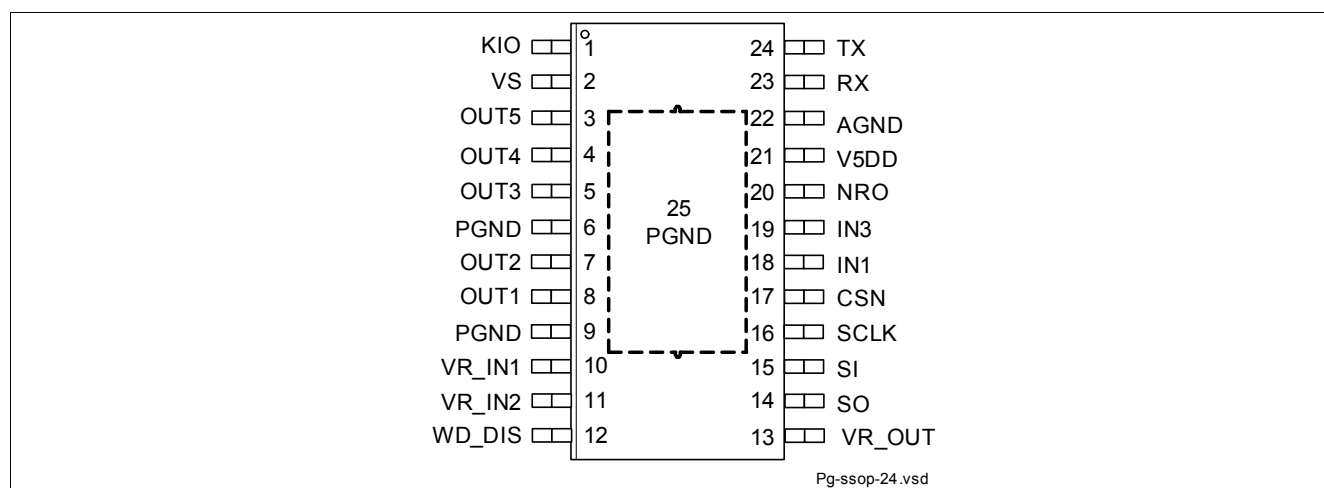 KIO 1 24 TX
VS 2 23 RX
OUT5 3 22 AGND
OUT4 4 21 V5DD
OUT3 5 20 NRO
25
PGND 6 PGND 19 IN3
OUT2 7 18 IN1
OUT1 8 17 CSN
PGND 9 16 SCLK
VR_IN1 10 15 SI
VR_IN2 11 14 SO
WD_DIS 12 13 VR_OUT
Pg-ssop-24.vsd